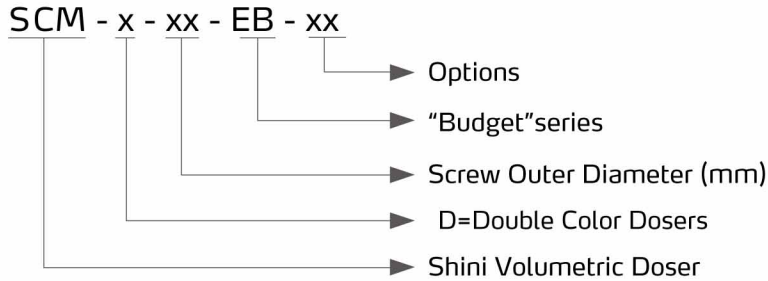 SCM - x - xx - EB - xx
Options
“Budget”series
Screw Outer Diameter (mm)
D=Double Color Dosers
Shini Volumetric Doser